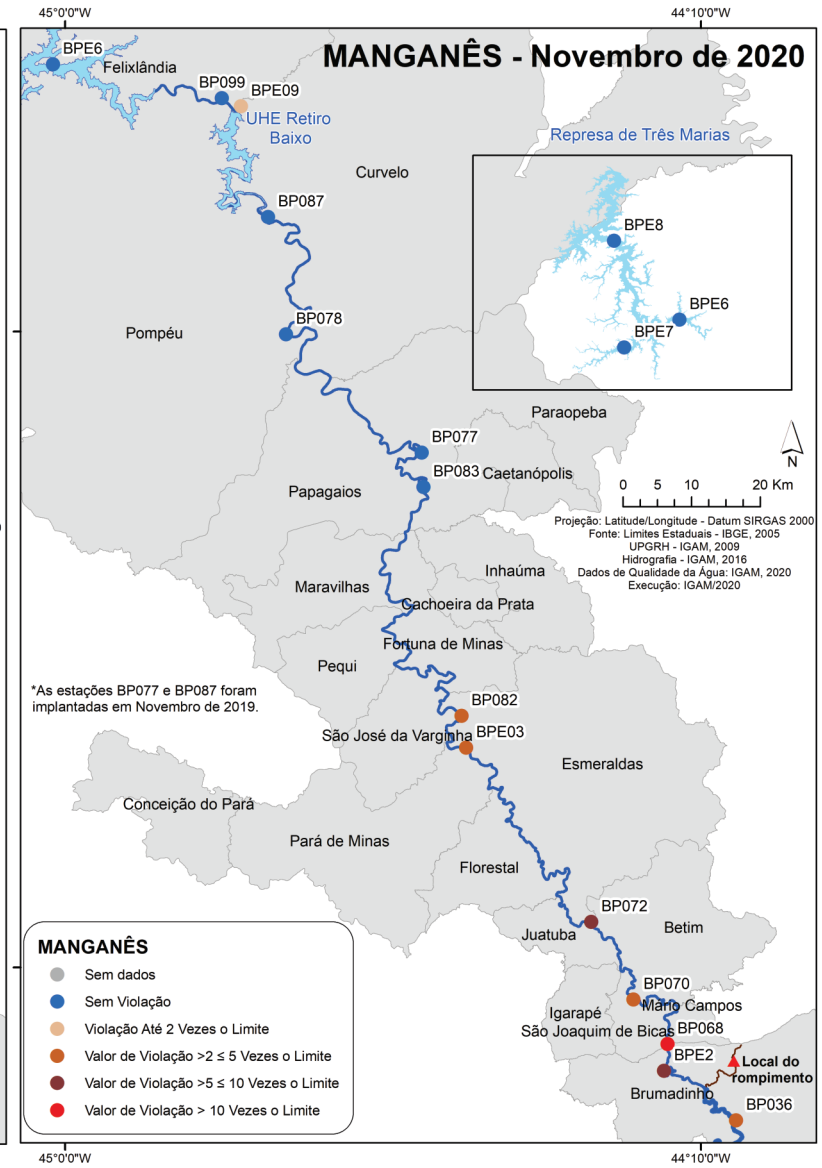 45°0'0"W
44°10'0"W
MANGANÊS - Novembro de 2020
BPE6
Felixlândia
BP099
BPE09
UHE Retiro
Baixo
Represa de Três Marias
Curvelo
BP087
BPE8
BPE6
BPE7
BP078
Pompéu
Paraopeba
BP077
BP083
Caetanópolis
Papagaios
N
0 5 10 20 Km
Projeção: Latitude/Longitude - Datum SIRGAS 2000
Fonte: Limites Estaduais - IBGE, 2005
UPGRH - IGAM, 2009
Hidrografia - IGAM, 2016
Dados de Qualidade da Água: IGAM, 2020
Execução: IGAM/2020
Inhaúma
Maravilhas
Cachoeira da Prata
Fortuna de Minas
Pequi
*As estações BP077 e BP087 foram
implantadas em Novembro de 2019.
BP082
São José da Varginha
BPE03
Esmeraldas
Conceição do Pará
Pará de Minas
Florestal
BP072
Juatuba
Betim
BP070
Mário Campos
Igarapé
São Joaquim de Bicas
BP068
BPE2
Local do
rompimento
Brumadinho
BP036
MANGANÊS
Sem dados
Sem Violação
Violação Até 2 Vezes o Limite
Valor de Violação >2 ≤ 5 Vezes o Limite
Valor de Violação >5 ≤ 10 Vezes o Limite
Valor de Violação > 10 Vezes o Limite
45°0'0"W
44°10'0"W